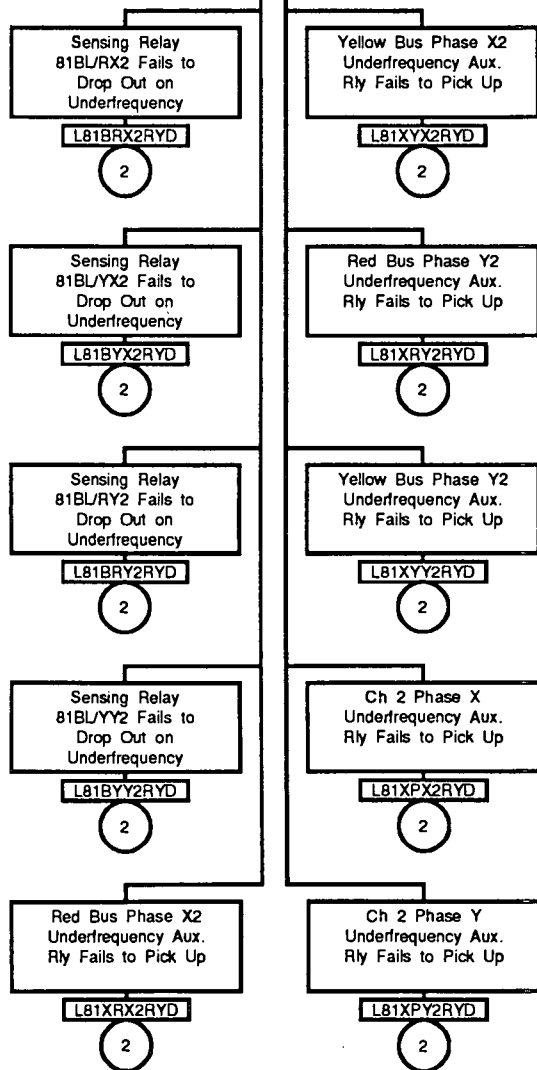 Sensing Relay
81BL/RX2 Fails to
Drop Out on
Underfrequency
L81BRX2RYD
2
Yellow Bus Phase X2
Underfrequency Aux.
Rly Fails to Pick Up
L81XYX2RYD
2
Sensing Relay
81BL/YX2 Fails to
Drop Out on
Underfrequency
L81BYX2RYD
2
Red Bus Phase Y2
Underfrequency Aux.
Rly Fails to Pick Up
L81XRY2RYD
2
Sensing Relay
81BL/RY2 Fails to
Drop Out on
Underfrequency
L81BRY2RYD
2
Yellow Bus Phase Y2
Underfrequency Aux.
Rly Fails to Pick Up
L81XYY2RYD
2
Sensing Relay
81BL/YY2 Fails to
Drop Out on
Underfrequency
L81BYY2RYD
2
Ch 2 Phase X
Underfrequency Aux.
Rly Fails to Pick Up
L81XPX2RYD
2
Red Bus Phase X2
Underfrequency Aux.
Rly Fails to Pick Up
L81XRX2RYD
2
Ch 2 Phase Y
Underfrequency Aux.
Rly Fails to Pick Up
L81XPY2RYD
2